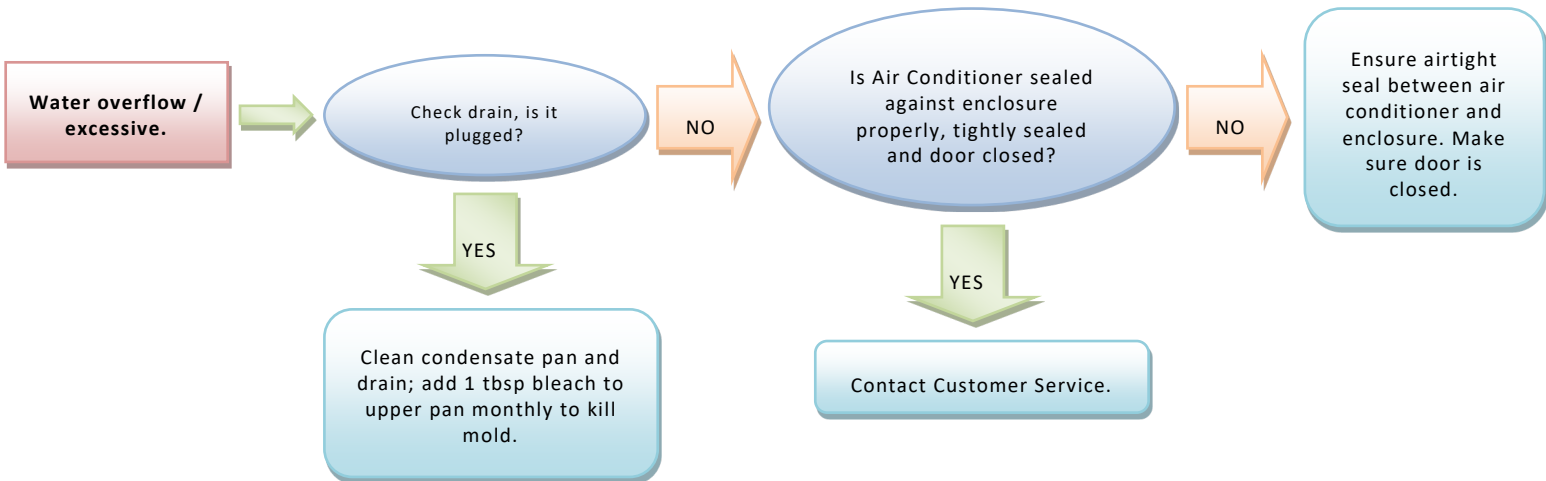 Water overflow /
excessive.
Check drain, is it
plugged?
NO
Is Air Conditioner sealed
against enclosure
properly, tightly sealed
and door closed?
NO
Ensure airtight
seal between air
conditioner and
enclosure. Make
sure door is
closed.
YES
Clean condensate pan and
drain; add 1 tbsp bleach to
upper pan monthly to kill
mold.
YES
Contact Customer Service.